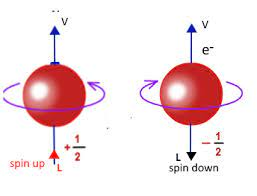 V
V
e-
+1/2
- 1/2
L
L
spin up
spin down